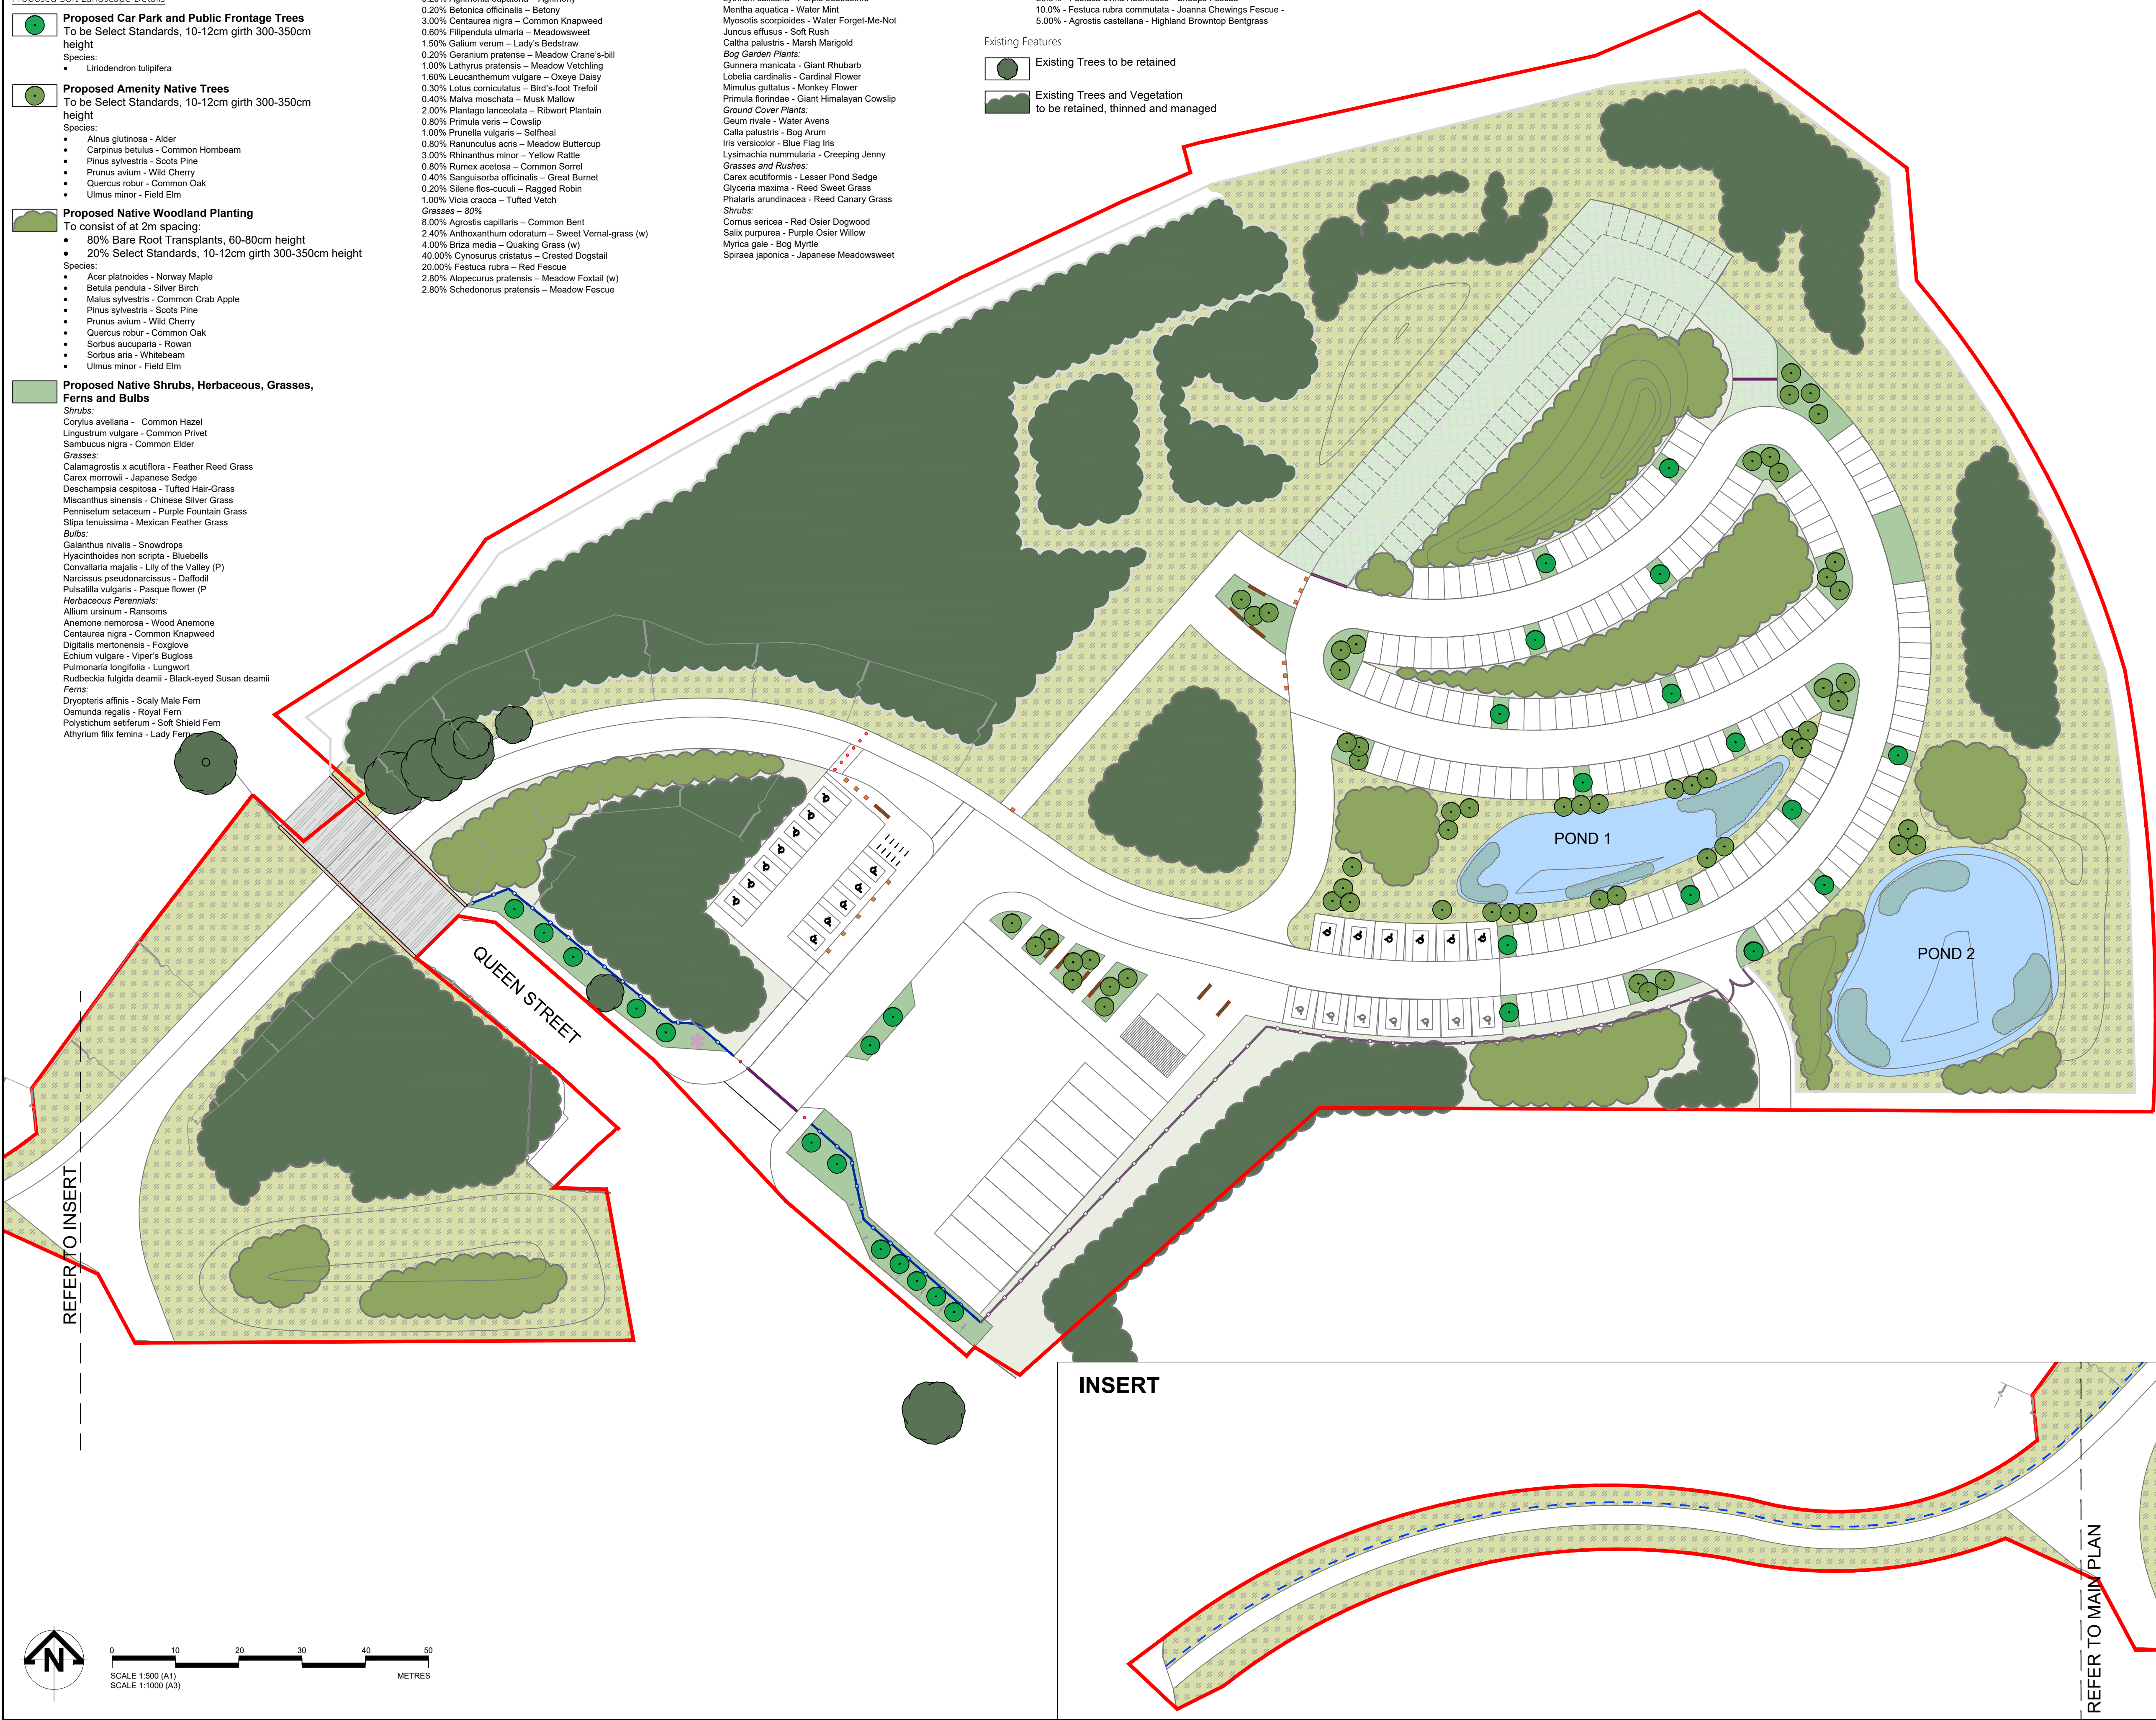 Proposed Soft Landscape Details
Proposed Car Park and Public Frontage Trees
To be Select Standards, 10-12cm girth 300-350cm
height
Species:
• Liriodendron tulipifera
Proposed Amenity Native Trees
To be Select Standards, 10-12cm girth 300-350cm
height
Species:
• Alnus glutinosa - Alder
• Carpinus betulus - Common Hornbeam
• Pinus sylvestris - Scots Pine
• Prunus avium - Wild Cherry
• Quercus robur - Common Oak
• Ulmus minor - Field Elm
Proposed Native Woodland Planting
To consist of at 2m spacing:
• 80% Bare Root Transplants, 60-80cm height
• 20% Select Standards, 10-12cm girth 300-350cm height
Species:
• Acer platnoides - Norway Maple
• Betula pendula - Silver Birch
• Malus sylvestris - Common Crab Apple
• Pinus sylvestris - Scots Pine
• Prunus avium - Wild Cherry
• Quercus robur - Common Oak
• Sorbus aucuparia - Rowan
• Sorbus aria - Whitebeam
• Ulmus minor - Field Elm
Proposed Native Shrubs, Herbaceous, Grasses,
Ferns and Bulbs
Shrubs:
Corylus avellana - Common Hazel
Lingustrum vulgare - Common Privet
Sambucus nigra - Common Elder
Grasses:
Calamagrostis x acutiflora - Feather Reed Grass
Carex morrowii - Japanese Sedge
Deschampsia cespitosa - Tufted Hair-Grass
Miscanthus sinensis - Chinese Silver Grass
Pennisetum setaceum - Purple Fountain Grass
Stipa tenuissima - Mexican Feather Grass
Bulbs:
Galanthus nivalis - Snowdrops
Hyacinthoides non scripta - Bluebells
Convallaria majalis - Lily of the Valley (P)
Narcissus pseudonarcissus - Daffodil
Pulsatilla vulgaris - Pasque flower (P
Herbaceous Perennials:
Allium ursinum - Ransoms
Anemone nemorosa - Wood Anemone
Centaurea nigra - Common Knapweed
Digitalis mertonensis - Foxglove
Echium vulgare - Viper's Bugloss
Pulmonaria longifolia - Lungwort
Rudbeckia fulgida deamii - Black-eyed Susan deamii
Ferns:
Dryopteris affinis - Scaly Male Fern
Osmunda regalis - Royal Fern
Polystichum setiferum - Soft Shield Fern
Athyrium filix femina - Lady Fern
0.20% Betonica officinalis – Betony
3.00% Centaurea nigra – Common Knapweed
0.60% Filipendula ulmaria – Meadowsweet
1.50% Galium verum – Lady's Bedstraw
0.20% Geranium pratense – Meadow Crane's-bill
1.00% Lathyrus pratensis – Meadow Vetchling
1.60% Leucanthemum vulgare – Oxeye Daisy
0.30% Lotus corniculatus – Bird's-foot Trefoil
0.40% Malva moschata – Musk Mallow
2.00% Plantago lanceolata – Ribwort Plantain
0.80% Primula veris – Cowslip
1.00% Prunella vulgaris – Selfheal
0.80% Ranunculus acris – Meadow Buttercup
3.00% Rhinanthus minor – Yellow Rattle
0.80% Rumex acetosa – Common Sorrel
0.40% Sanguisorba officinalis – Great Burnet
0.20% Silene flos-cuculi – Ragged Robin
1.00% Vicia cracca – Tufted Vetch
Grasses – 80%
8.00% Agrostis capillaris – Common Bent
2.40% Anthoxanthum odoratum – Sweet Vernal-grass (w)
4.00% Briza media – Quaking Grass (w)
40.00% Cynosurus cristatus – Crested Dogstail
20.00% Festuca rubra – Red Fescue
2.80% Alopecurus pratensis – Meadow Foxtail (w)
2.80% Schedonorus pratensis – Meadow Fescue
Mentha aquatica - Water Mint
Myosotis scorpioides - Water Forget-Me-Not
Juncus effusus - Soft Rush
Caltha palustris - Marsh Marigold
Bog Garden Plants:
Gunnera manicata - Giant Rhubarb
Lobelia cardinalis - Cardinal Flower
Mimulus guttatus - Monkey Flower
Primula florindae - Giant Himalayan Cowslip
Ground Cover Plants:
Geum rivale - Water Avens
Calla palustris - Bog Arum
Iris versicolor - Blue Flag Iris
Lysimachia nummularia - Creeping Jenny
Grasses and Rushes:
Carex acutiformis - Lesser Pond Sedge
Glyceria maxima - Reed Sweet Grass
Phalaris arundinacea - Reed Canary Grass
Shrubs:
Cornus sericea - Red Osier Dogwood
Salix purpurea - Purple Osier Willow
Myrica gale - Bog Myrtle
Spiraea japonica - Japanese Meadowsweet
10.0% - Festuca rubra commutata - Joanna Chewings Fescue -
5.00% - Agrostis castellana - Highland Browntop Bentgrass
Existing Features
Existing Trees to be retained
Existing Trees and Vegetation
to be retained, thinned and managed
POND 1
POND 2
QUEEN STREET
REFER TO INSERT
INSERT
REFER TO MAIN PLAN
N
0 10 20 30 40 50
SCALE 1:500 (A1)
METRES
SCALE 1:1000 (A3)